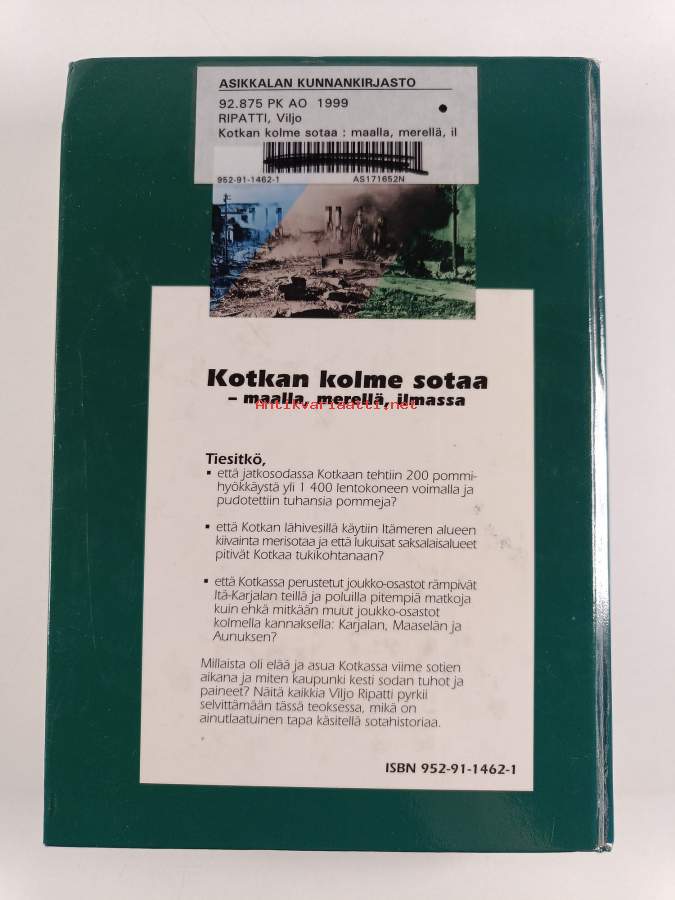 ASIKKALAN KUNNANKIRJASTO
92.875 PK AO 1999
RIPATTI, Viljo
Kotkan kolme sotaa : maalla, merellä, il
952-91-1462-1 AS171652N
Kotkan kolme sotaa
– maalla, merellä, ilmassa
Antikvariaatti.net
Tiesitkö,
▪ että jatkosodassa Kotkaan tehtiin 200 pommi-
hyökkäystä yli 1 400 lentokoneen voimalla ja
pudotettiin tuhansia pommeja?
▪ että Kotkan lähivesillä käytiin Itämeren alueen
kiivainta merisotaa ja että lukuisat saksalaisalueet
pitivät Kotkaa tukikohtanaan?
▪ että Kotkassa perustetut joukko-osastot rämpivät
Itä-Karjalan teillä ja poluilla pitempiä matkoja
kuin ehkä mitkään muut joukko-osastot
kolmella kannaksella: Karjalan, Maaselän ja
Aunuksen?
Millaista oli elää ja asua Kotkassa viime sotien
aikana ja miten kaupunki kesti sodan tuhot ja
paineet? Näitä kaikkia Viljo Ripatti pyrkii
selvittämään tässä teoksessa, mikä on
ainutlaatuinen tapa käsitellä sotahistoriaa.
ISBN 952-91-1462-1